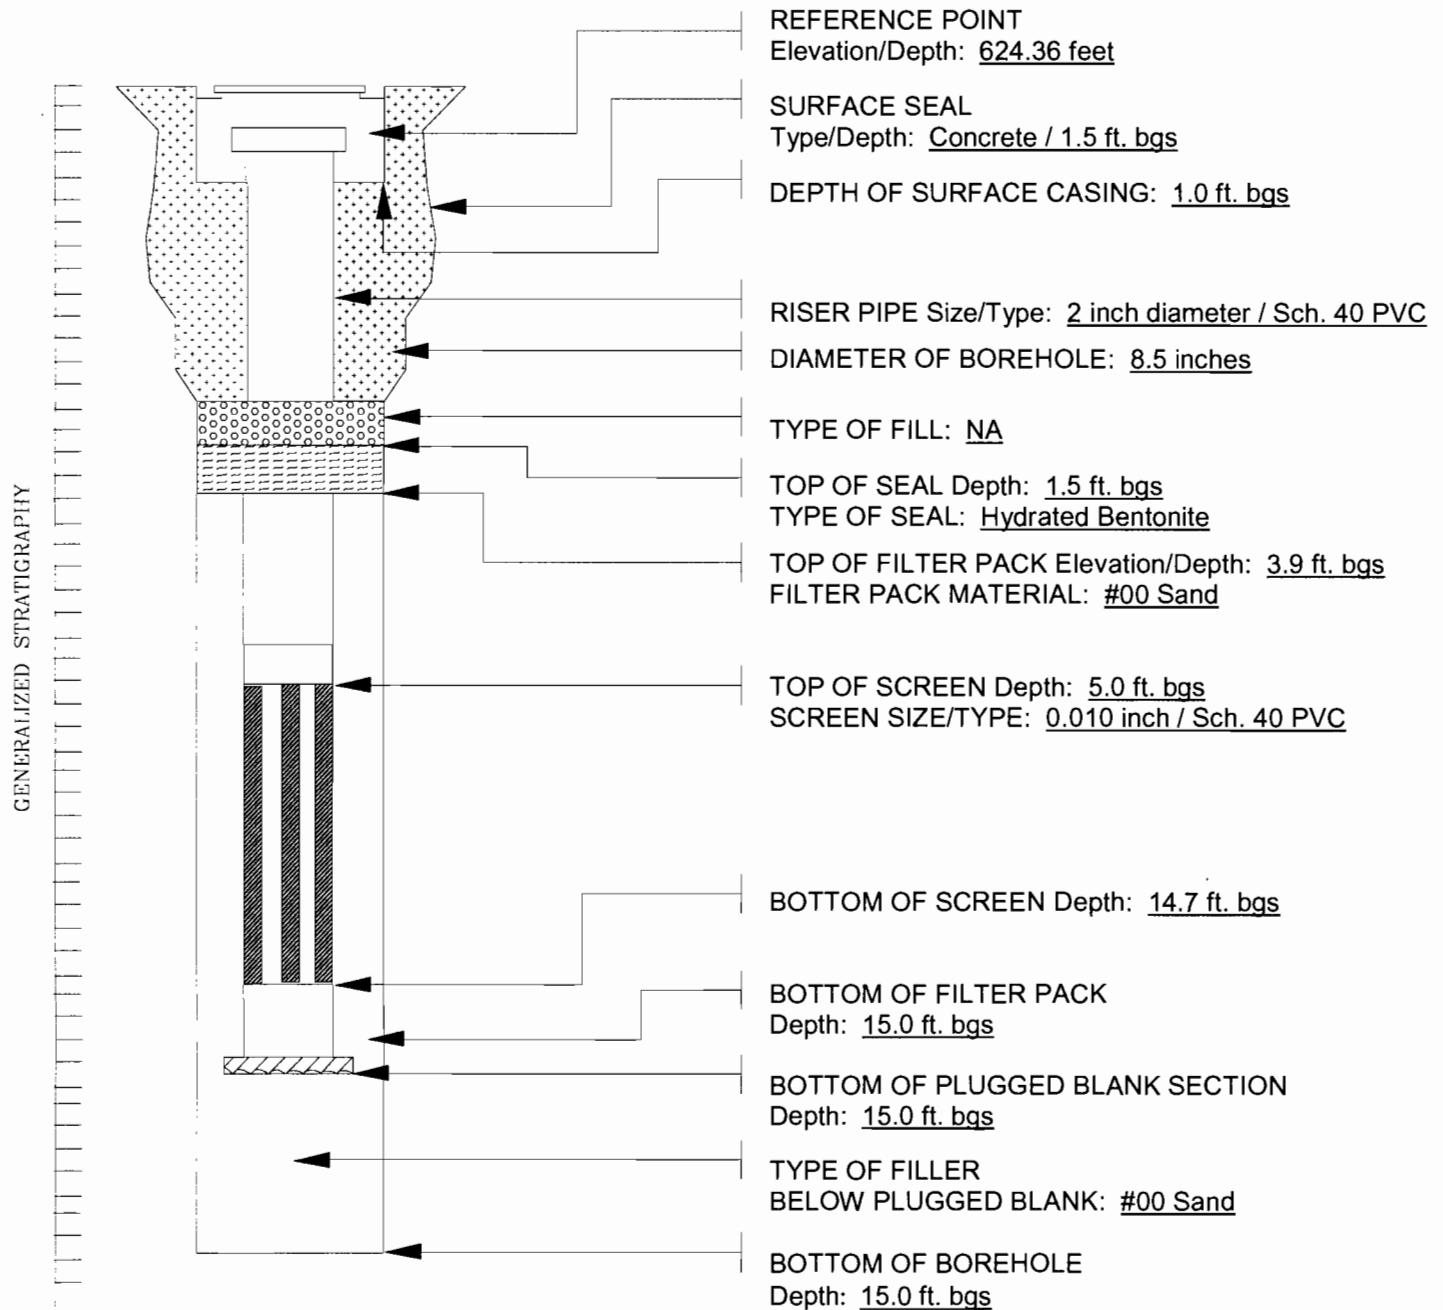 REFERENCE POINT
Elevation/Depth: 624.36 feet
SURFACE SEAL
Type/Depth: Concrete / 1.5 ft. bgs
DEPTH OF SURFACE CASING: 1.0 ft. bgs
RISER PIPE Size/Type: 2 inch diameter / Sch. 40 PVC
DIAMETER OF BOREHOLE: 8.5 inches
TYPE OF FILL: NA
TOP OF SEAL Depth: 1.5 ft. bgs
TYPE OF SEAL: Hydrated Bentonite
TOP OF FILTER PACK Elevation/Depth: 3.9 ft. bgs
FILTER PACK MATERIAL: #00 Sand
GENERALIZED STRATIGRAPHY
TOP OF SCREEN Depth: 5.0 ft. bgs
SCREEN SIZE/TYPE: 0.010 inch / Sch. 40 PVC
BOTTOM OF SCREEN Depth: 14.7 ft. bgs
BOTTOM OF FILTER PACK
Depth: 15.0 ft. bgs
BOTTOM OF PLUGGED BLANK SECTION
Depth: 15.0 ft. bgs
TYPE OF FILLER
BELOW PLUGGED BLANK: #00 Sand
BOTTOM OF BOREHOLE
Depth: 15.0 ft. bgs